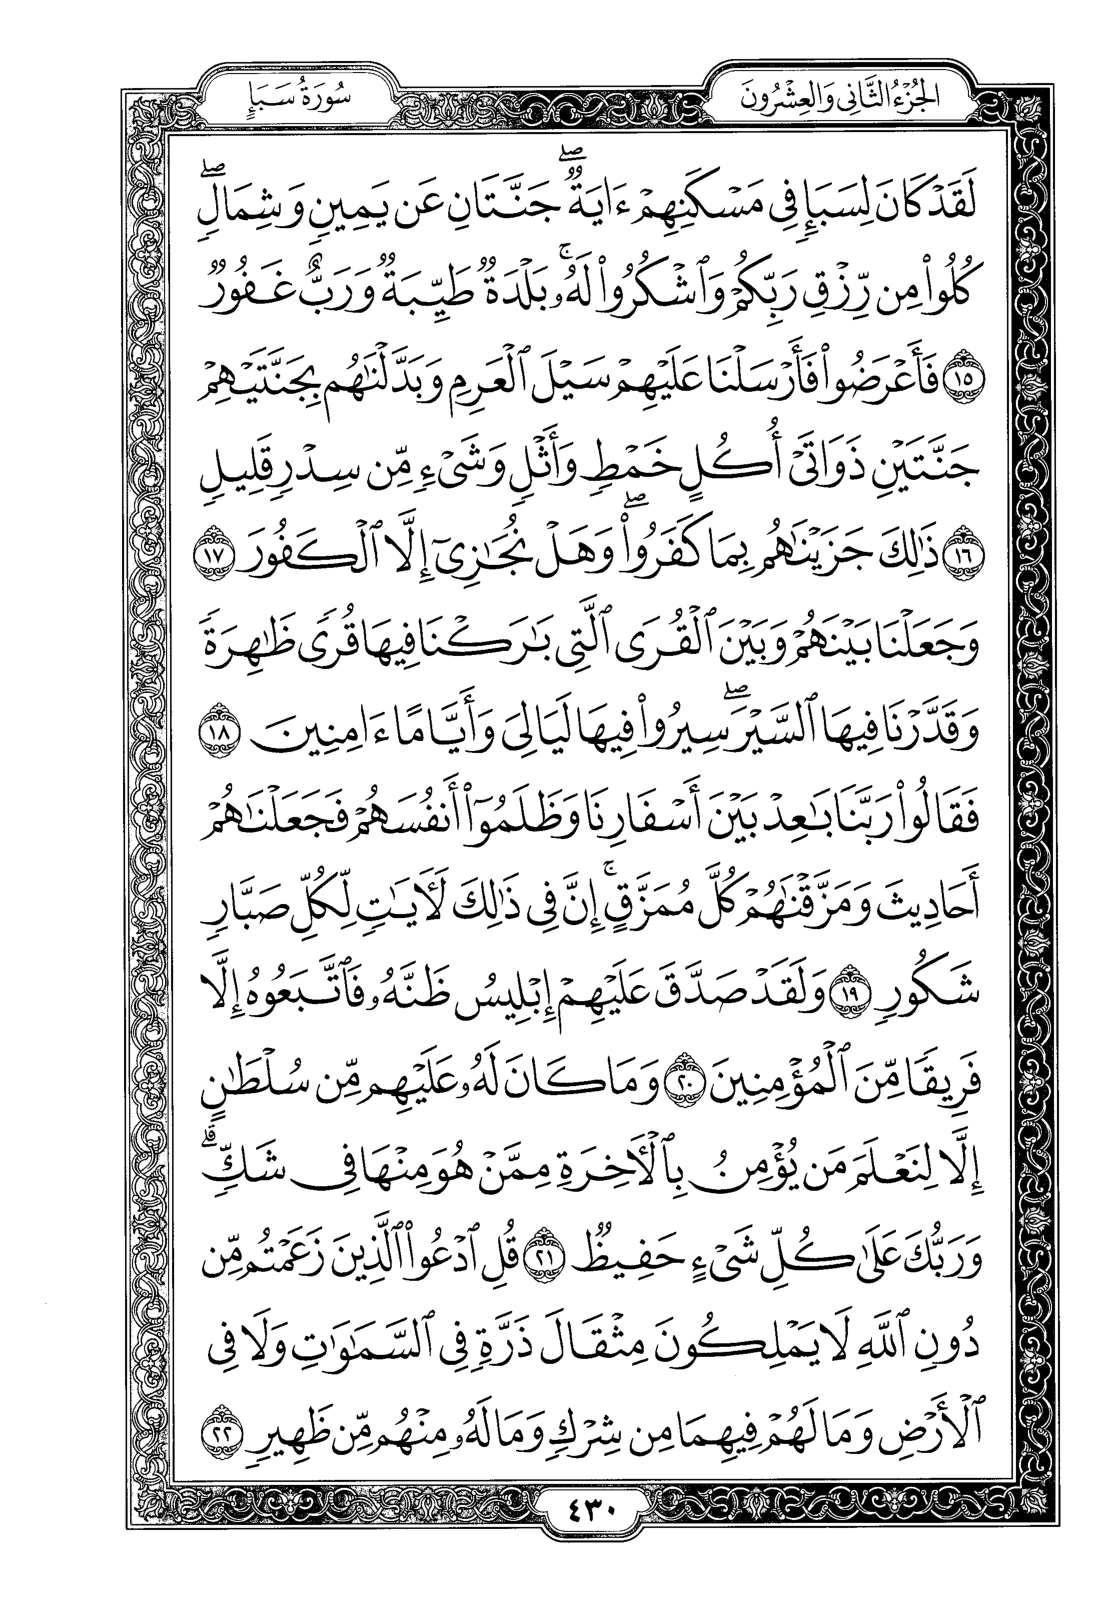 الجُزْءُ الثَّانِي وَالعِشْرُونَ
سُورَةُ سَبَإٍ
لَقَدْ كَانَ لِسَبَإٍ فِي مَسْكَنِهِمْ ءَايَةٌ ۖ جَنَّتَانِ عَن يَمِينٍ وَشِمَالٍ ۖ
كُلُوا۟ مِن رِّزْقِ رَبِّكُمْ وَٱشْكُرُوا۟ لَهُۥ ۚ بَلْدَةٌ طَيِّبَةٌ وَرَبٌّ غَفُورٌ
١٥ فَأَعْرَضُوا۟ فَأَرْسَلْنَا عَلَيْهِمْ سَيْلَ ٱلْعَرِمِ وَبَدَّلْنَٰهُم بِجَنَّتَيْهِمْ
جَنَّتَيْنِ ذَوَاتَىْ أُكُلٍ خَمْطٍ وَأَثْلٍ وَشَىْءٍ مِّن سِدْرٍ قَلِيلٍ
١٦ ذَٰلِكَ جَزَيْنَٰهُم بِمَا كَفَرُوا۟ ۖ وَهَلْ نُجَٰزِىٓ إِلَّا ٱلْكَفُورَ ١٧
وَجَعَلْنَا بَيْنَهُمْ وَبَيْنَ ٱلْقُرَى ٱلَّتِى بَٰرَكْنَا فِيهَا قُرًى ظَٰهِرَةً
وَقَدَّرْنَا فِيهَا ٱلسَّيْرَ ۖ سِيرُوا۟ فِيهَا لَيَالِىَ وَأَيَّامًا ءَامِنِينَ ١٨
فَقَالُوا۟ رَبَّنَا بَٰعِدْ بَيْنَ أَسْفَارِنَا وَظَلَمُوٓا۟ أَنفُسَهُمْ فَجَعَلْنَٰهُمْ
أَحَادِيثَ وَمَزَّقْنَٰهُمْ كُلَّ مُمَزَّقٍ ۚ إِنَّ فِى ذَٰلِكَ لَءَايَٰتٍ لِّكُلِّ صَبَّارٍ
شَكُورٍ ١٩ وَلَقَدْ صَدَّقَ عَلَيْهِمْ إِبْلِيسُ ظَنَّهُۥ فَٱتَّبَعُوهُ إِلَّا
فَرِيقًا مِّنَ ٱلْمُؤْمِنِينَ ٢٠ وَمَا كَانَ لَهُۥ عَلَيْهِم مِّن سُلْطَٰنٍ
إِلَّا لِنَعْلَمَ مَن يُؤْمِنُ بِٱلْءَاخِرَةِ مِمَّنْ هُوَ مِنْهَا فِى شَكٍّ ۗ
وَرَبُّكَ عَلَىٰ كُلِّ شَىْءٍ حَفِيظٌ ٢١ قُلِ ٱدْعُوا۟ ٱلَّذِينَ زَعَمْتُم مِّن
دُونِ ٱللَّهِ لَا يَمْلِكُونَ مِثْقَالَ ذَرَّةٍ فِى ٱلسَّمَٰوَٰتِ وَلَا فِى
ٱلْأَرْضِ وَمَا لَهُمْ فِيهِمَا مِن شِرْكٍ وَمَا لَهُۥ مِنْهُم مِّن ظَهِيرٍ ٢٢
٤٣٠